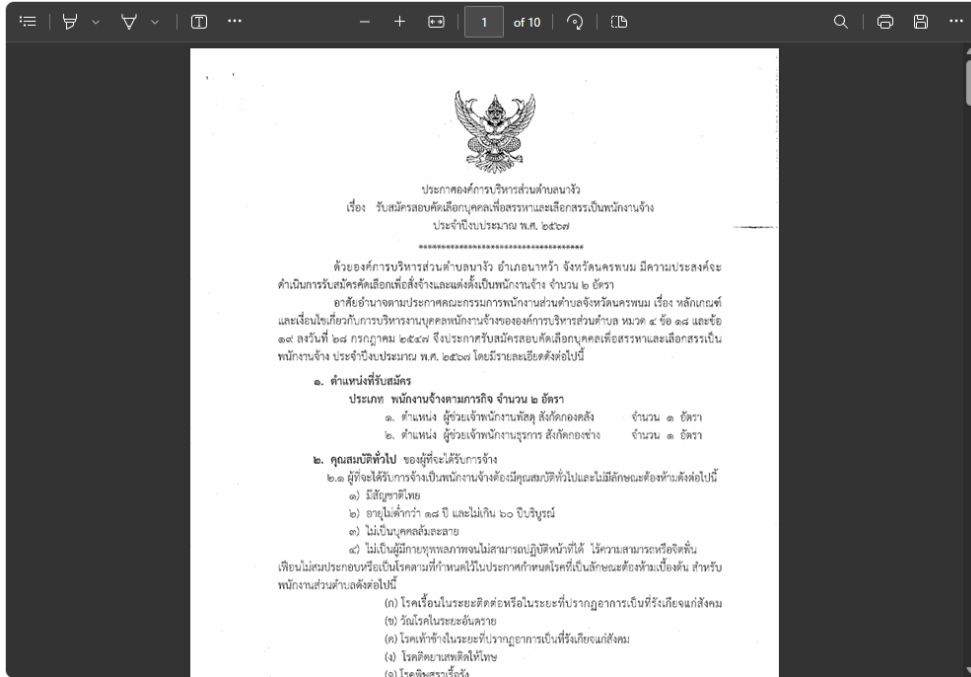 1 of 10
ประกาศองค์การบริหารส่วนตำบลนางัว
เรื่อง รับสมัครสอบคัดเลือกบุคคลเพื่อสรรหาและเลือกสรรเป็นพนักงานจ้าง
ประจำปีงบประมาณ พ.ศ. ๒๕๖๗
************************************
ด้วยองค์การบริหารส่วนตำบลนางัว อำเภอนาหว้า จังหวัดนครพนม มีความประสงค์จะ
ดำเนินการรับสมัครคัดเลือกเพื่อสั่งจ้างและแต่งตั้งเป็นพนักงานจ้าง จำนวน ๒ อัตรา
อาศัยอำนาจตามประกาศคณะกรรมการพนักงานส่วนตำบลจังหวัดนครพนม เรื่อง หลักเกณฑ์
และเงื่อนไขเกี่ยวกับการบริหารงานบุคคลพนักงานจ้างขององค์การบริหารส่วนตำบล หมวด ๔ ข้อ ๑๘ และข้อ
๑๙ ลงวันที่ ๒๘ กรกฎาคม ๒๕๔๗ จึงประกาศรับสมัครสอบคัดเลือกบุคคลเพื่อสรรหาและเลือกสรรเป็น
พนักงานจ้าง ประจำปีงบประมาณ พ.ศ. ๒๕๖๗ โดยมีรายละเอียดดังต่อไปนี้
๑. ตำแหน่งที่รับสมัคร
ประเภท พนักงานจ้างตามภารกิจ จำนวน ๒ อัตรา
๑. ตำแหน่ง ผู้ช่วยเจ้าพนักงานพัสดุ สังกัดกองคลัง จำนวน ๑ อัตรา
๒. ตำแหน่ง ผู้ช่วยเจ้าพนักงานธุรการ สังกัดกองช่าง จำนวน ๑ อัตรา
๒. คุณสมบัติทั่วไป ของผู้ที่จะได้รับการจ้าง
๒.๑ ผู้ที่จะได้รับการจ้างเป็นพนักงานจ้างต้องมีคุณสมบัติทั่วไปและไม่มีลักษณะต้องห้ามดังต่อไปนี้
๑) มีสัญชาติไทย
๒) อายุไม่ต่ำกว่า ๑๘ ปี และไม่เกิน ๖๐ ปีบริบูรณ์
๓) ไม่เป็นบุคคลล้มละลาย
๔) ไม่เป็นผู้มีกายทุพพลภาพจนไม่สามารถปฏิบัติหน้าที่ได้ ไร้ความสามารถหรือจิตฟั่น
เฟือนไม่สมประกอบหรือเป็นโรคตามที่กำหนดไว้ในประกาศกำหนดโรคที่เป็นลักษณะต้องห้ามเบื้องต้น สำหรับ
พนักงานส่วนตำบลดังต่อไปนี้
(ก) โรคเรื้อนในระยะติดต่อหรือในระยะที่ปรากฏอาการเป็นที่รังเกียจแก่สังคม
(ข) วัณโรคในระยะอันตราย
(ค) โรคเท้าช้างในระยะที่ปรากฏอาการเป็นที่รังเกียจแก่สังคม
(ง) โรคติดยาเสพติดให้โทษ
(จ) โรคพิษสุราเรื้อรัง